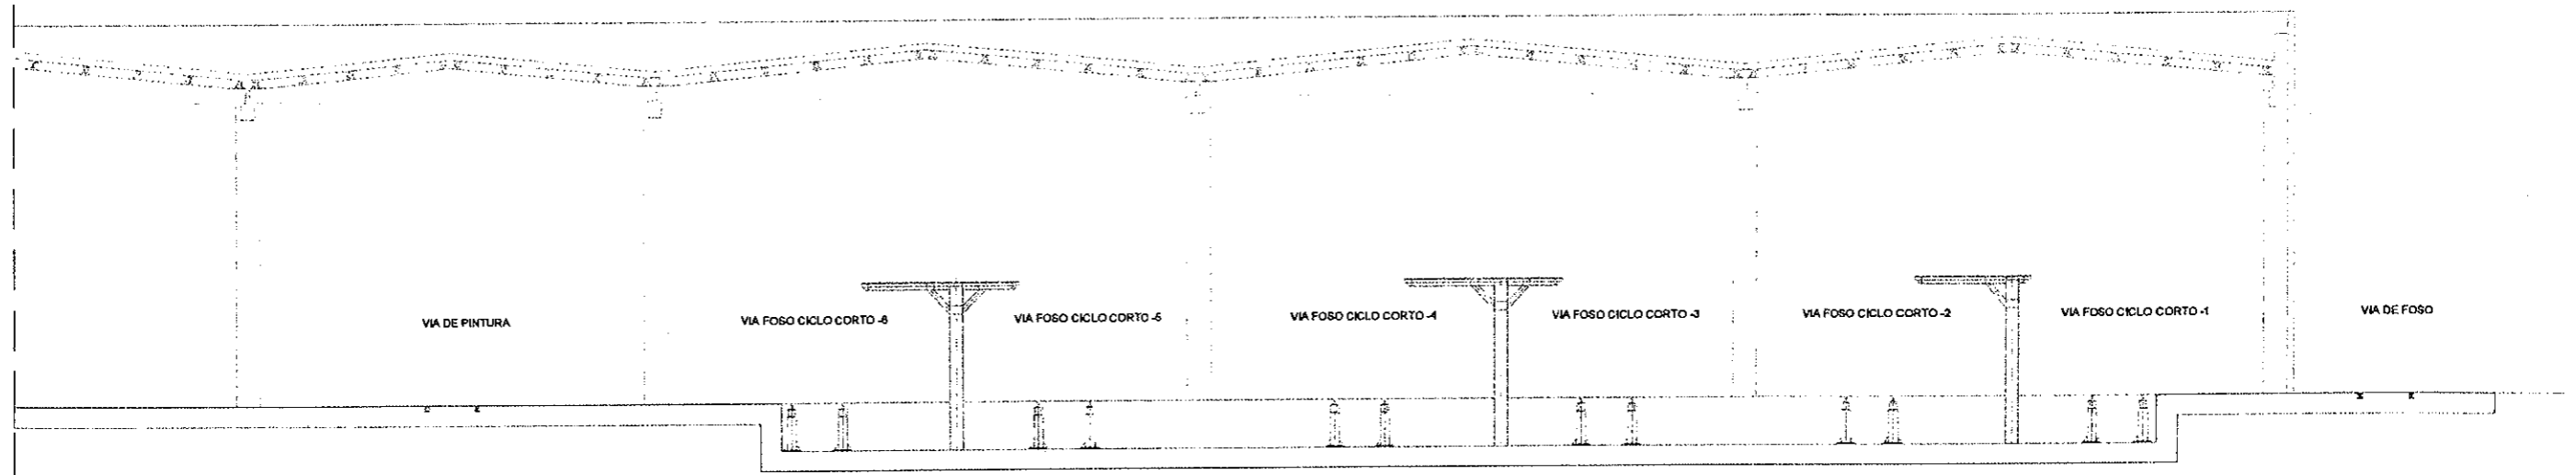 VIA DE PINTURA
VIA FOSO CICLO CORTO -6
VIA FOSO CICLO CORTO -5
VIA FOSO CICLO CORTO -4
VIA FOSO CICLO CORTO -3
VIA FOSO CICLO CORTO -2
VIA FOSO CICLO CORTO -1
VIA DE FOSO